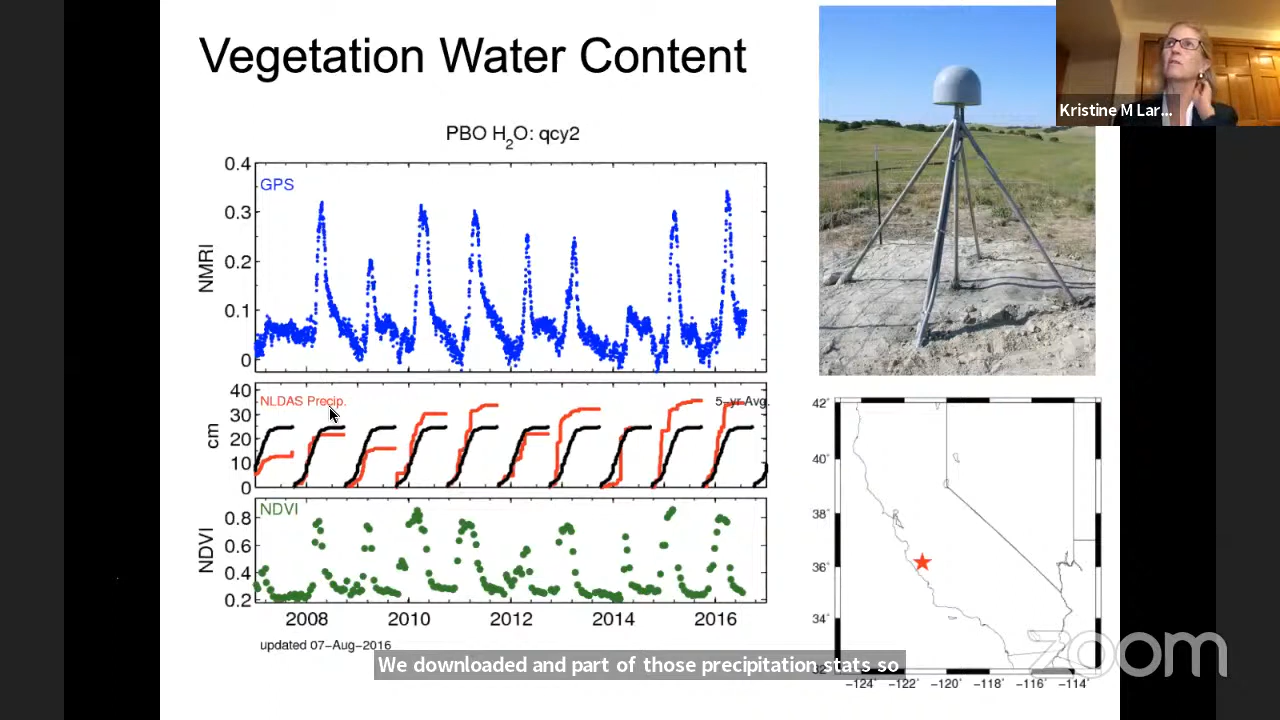 Vegetation Water Content
Kristine M Lar...
PBO H2O: qcy2
0.4
GPS
0.3
NMRI
0.2
0.1
0
40
NLDAS Precip.
5-yr Avg.
30
cm
20
10
0
NDVI
0.8
NDVI
0.6
0.4
0.2
2008 2010 2012 2014 2016
updated 07-Aug-2016
42°
40°
38°
36°
34°
32°
-124° -122° -120° -118° -116° -114°
We downloaded and part of those precipitation stats so
zoom